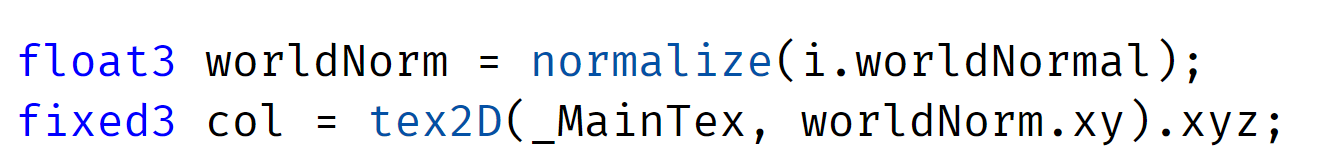 float3 worldNorm = normalize(i.worldNormal);
fixed3 col = tex2D(_MainTex, worldNorm.xy).xyz;